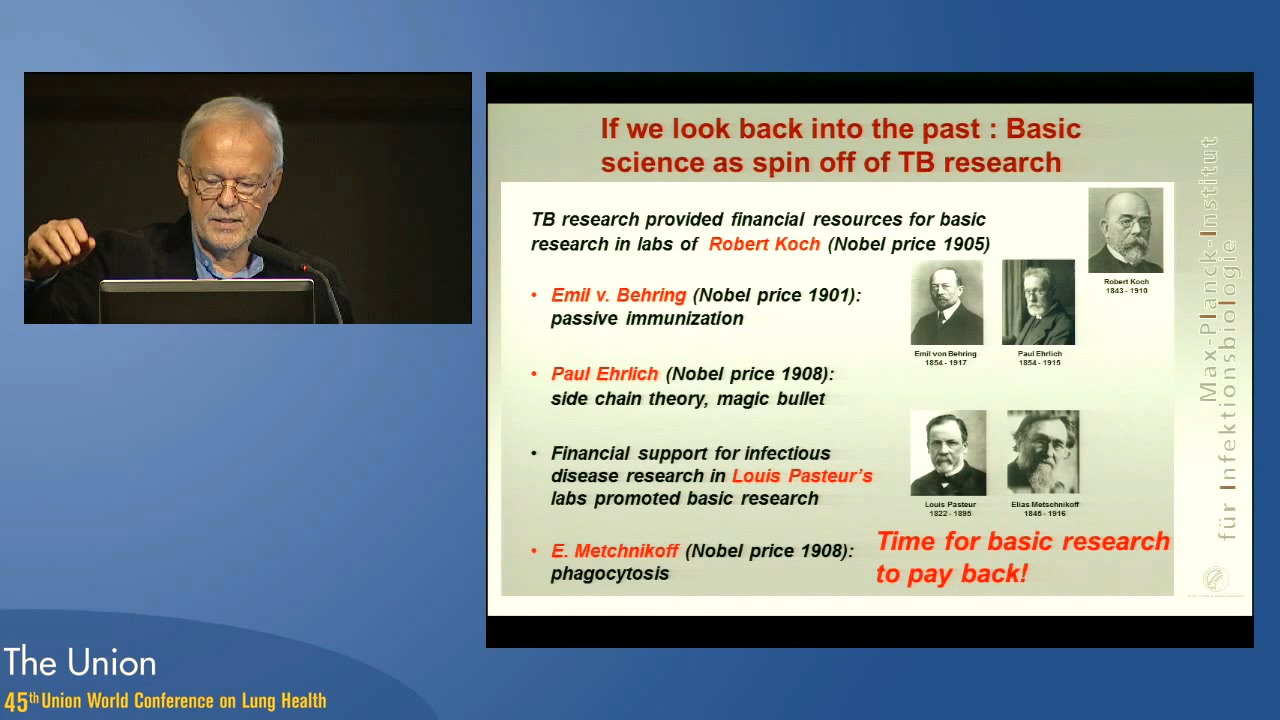 If we look back into the past : Basic
science as spin off of TB research
TB research provided financial resources for basic
research in labs of Robert Koch (Nobel price 1905)
• Emil v. Behring (Nobel price 1901):
passive immunization
• Paul Ehrlich (Nobel price 1908):
side chain theory, magic bullet
• Financial support for infectious
disease research in Louis Pasteur's
labs promoted basic research
• E. Metchnikoff (Nobel price 1908):
phagocytosis
Robert Koch
1843 - 1910
Emil von Behring
1854 - 1917
Paul Ehrlich
1854 - 1915
Louis Pasteur
1822 - 1895
Elias Metschnikoff
1845 - 1916
Time for basic research
to pay back!
Max-Planck-Institut
für Infektionsbiologie
The Union
45th Union World Conference on Lung Health